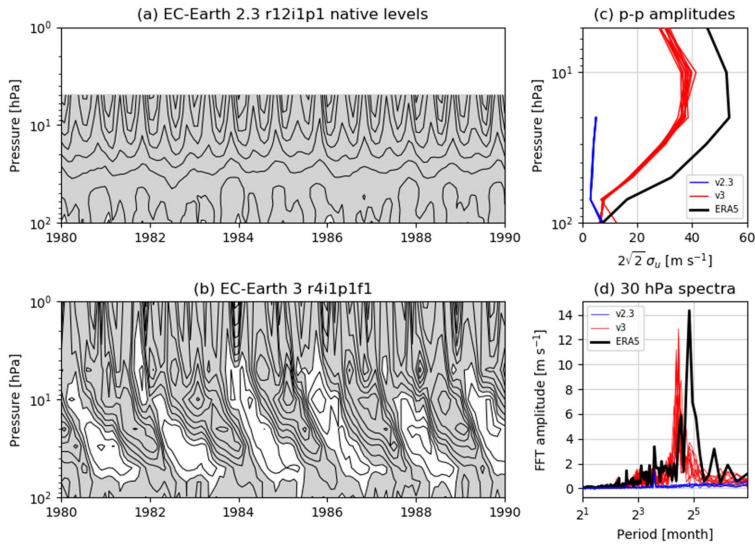 (a) EC-Earth 2.3 r12i1p1 native levels
Pressure [hPa]
10⁰
10¹
10²
1980 1982 1984 1986 1988 1990
(c) p-p amplitudes
Pressure [hPa]
10¹
10²
v2.3
v3
ERA5
0 20 40 60
2√2 σᵤ [m s⁻¹]
(b) EC-Earth 3 r4i1p1f1
Pressure [hPa]
10⁰
10¹
10²
1980 1982 1984 1986 1988 1990
(d) 30 hPa spectra
FFT amplitude [m s⁻¹]
14
12
10
8
6
4
2
0
v2.3
v3
ERA5
2¹ 2³ 2⁵
Period [month]